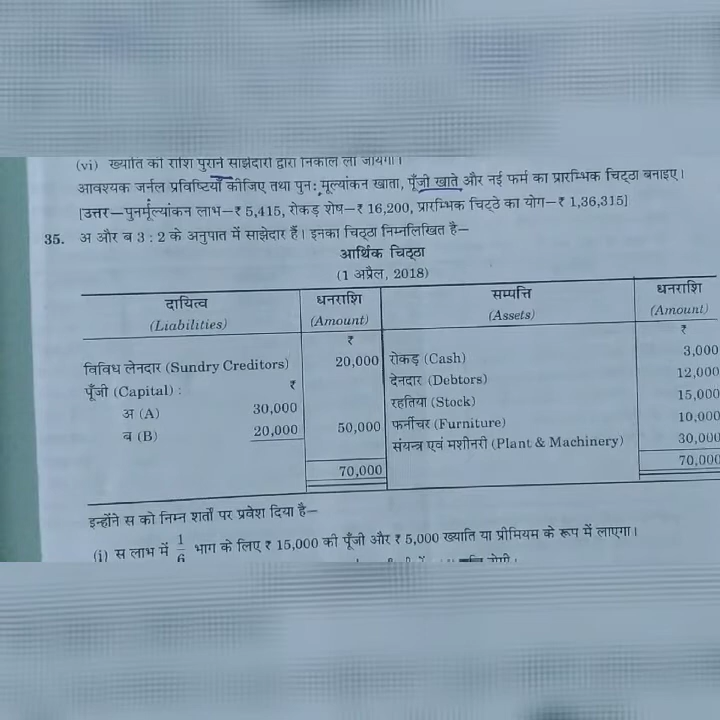 (vi) ख्याति की राशि पुराने साझेदारों द्वारा निकाल ली जायेगी।
आवश्यक जर्नल प्रविष्टियाँ कीजिए तथा पुन: मूल्यांकन खाता, पूँजी खाते और नई फर्म का प्रारम्भिक चिट्ठा बनाइए।
[उत्तर—पुनर्मूल्यांकन लाभ—₹ 5,415, रोकड़ शेष—₹ 16,200, प्रारम्भिक चिट्ठे का योग—₹ 1,36,315]
35. अ और ब 3 : 2 के अनुपात में साझेदार हैं। इनका चिट्ठा निम्नलिखित है—
आर्थिक चिट्ठा
(1 अप्रैल, 2018)
दायित्व धनराशि सम्पत्ति धनराशि
(Liabilities) (Amount) (Assets) (Amount)
₹ ₹
विविध लेनदार (Sundry Creditors) 20,000 रोकड़ (Cash) 3,000
पूँजी (Capital) : ₹ देनदार (Debtors) 12,000
अ (A) 30,000 रहतिया (Stock) 15,000
ब (B) 20,000 50,000 फर्नीचर (Furniture) 10,000
संयन्त्र एवं मशीनरी (Plant & Machinery) 30,000
70,000 70,000
इन्होंने स को निम्न शर्तों पर प्रवेश दिया है—
(i) स लाभ में 1/6 भाग के लिए ₹ 15,000 की पूँजी और ₹ 5,000 ख्याति या प्रीमियम के रूप में लाएगा।